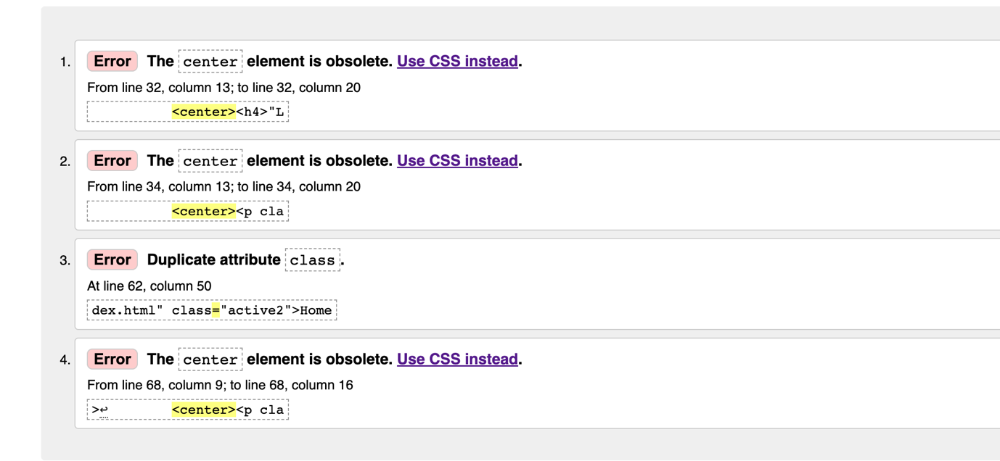 1. Error The center element is obsolete. Use CSS instead.
From line 32, column 13; to line 32, column 20
<center><h4>"L
2. Error The center element is obsolete. Use CSS instead.
From line 34, column 13; to line 34, column 20
<center><p cla
3. Error Duplicate attribute class.
At line 62, column 50
dex.html" class="active2">Home
4. Error The center element is obsolete. Use CSS instead.
From line 68, column 9; to line 68, column 16
>↩ <center><p cla